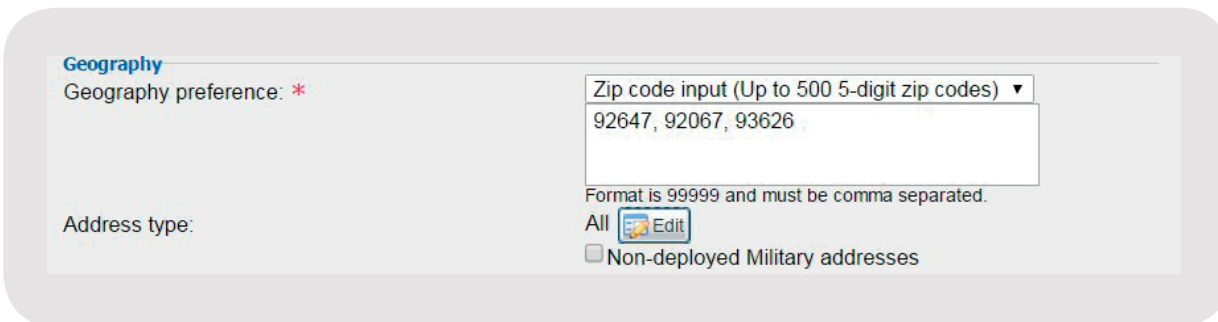 Geography
Geography preference: *
Zip code input (Up to 500 5-digit zip codes) ▼
92647, 92067, 93626
Format is 99999 and must be comma separated.
Address type:
All Edit
Non-deployed Military addresses